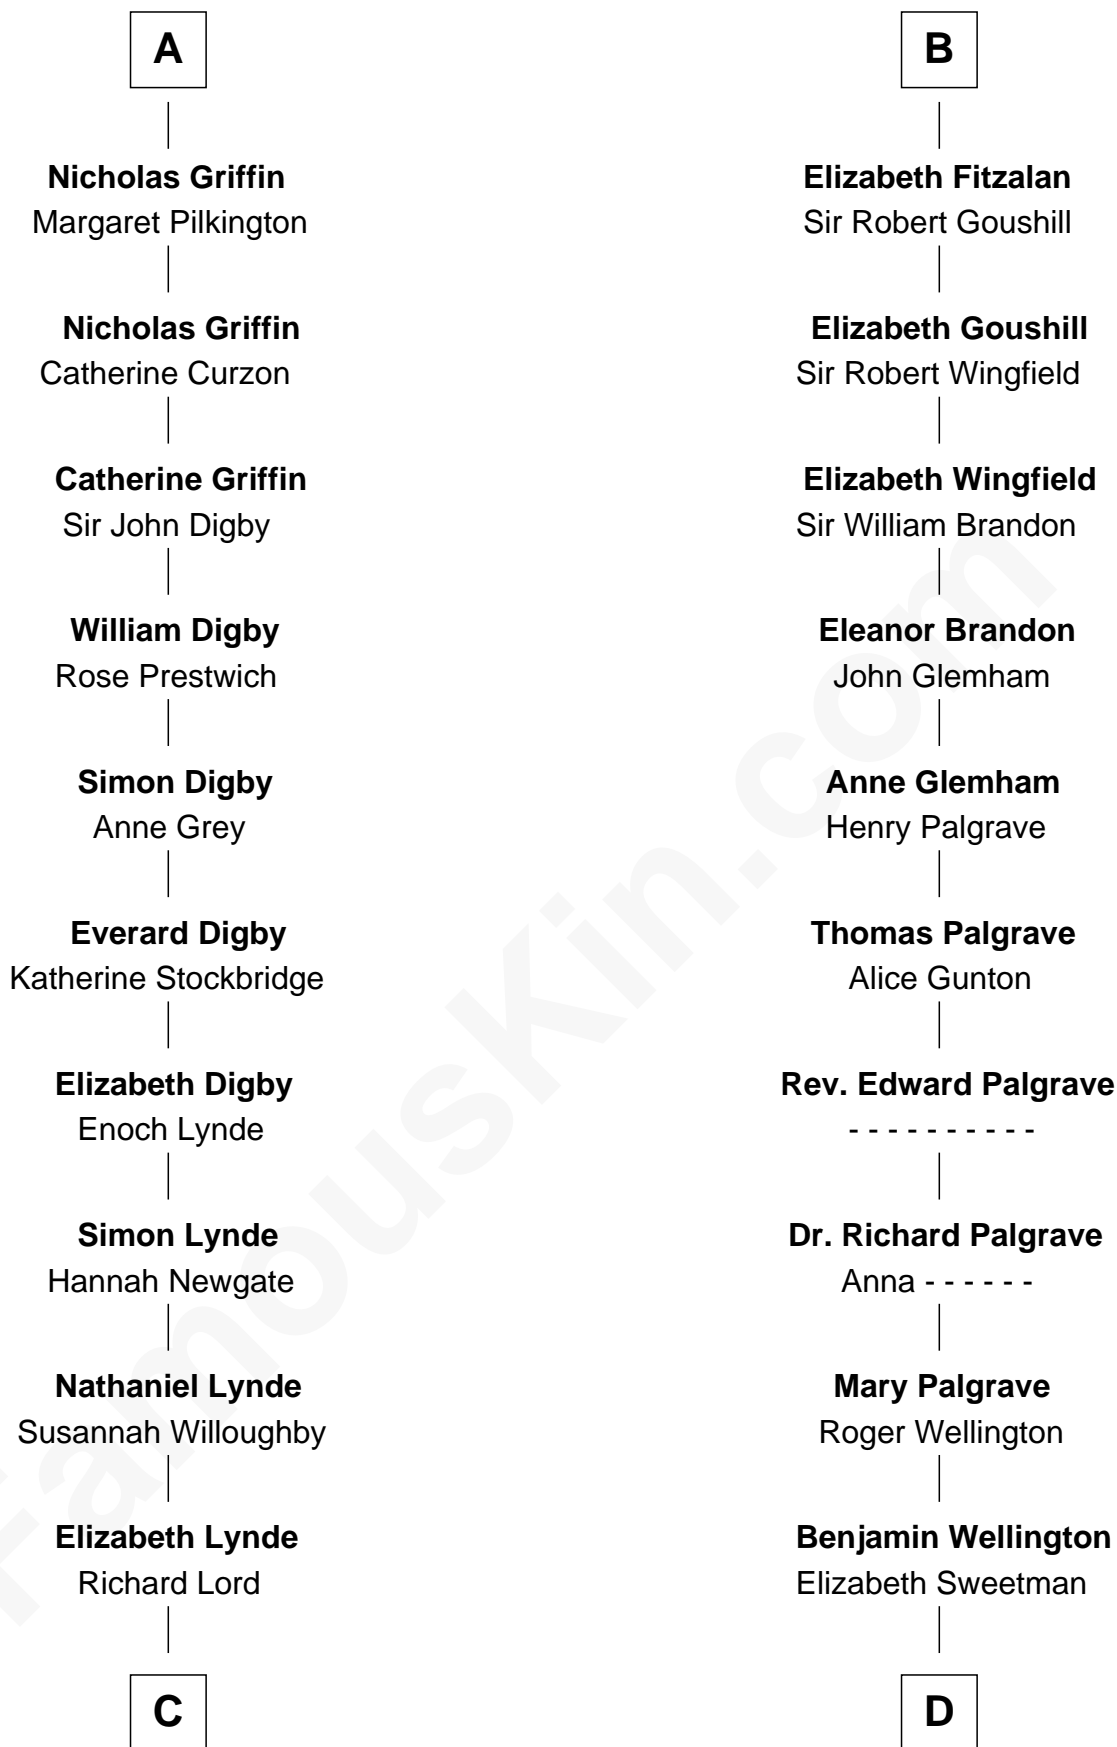 A
Nicholas Griffin
Margaret Pilkington
Nicholas Griffin
Catherine Curzon
Catherine Griffin
Sir John Digby
William Digby
Rose Prestwich
Simon Digby
Anne Grey
Everard Digby
Katherine Stockbridge
Elizabeth Digby
Enoch Lynde
Simon Lynde
Hannah Newgate
Nathaniel Lynde
Susannah Willoughby
Elizabeth Lynde
Richard Lord
C
B
Elizabeth Fitzalan
Sir Robert Goushill
Elizabeth Goushill
Sir Robert Wingfield
Elizabeth Wingfield
Sir William Brandon
Eleanor Brandon
John Glemham
Anne Glemham
Henry Palgrave
Thomas Palgrave
Alice Gunton
Rev. Edward Palgrave
- - - - - - - - - -
Dr. Richard Palgrave
Anna - - - - - -
Mary Palgrave
Roger Wellington
Benjamin Wellington
Elizabeth Sweetman
D
FamousKin.com